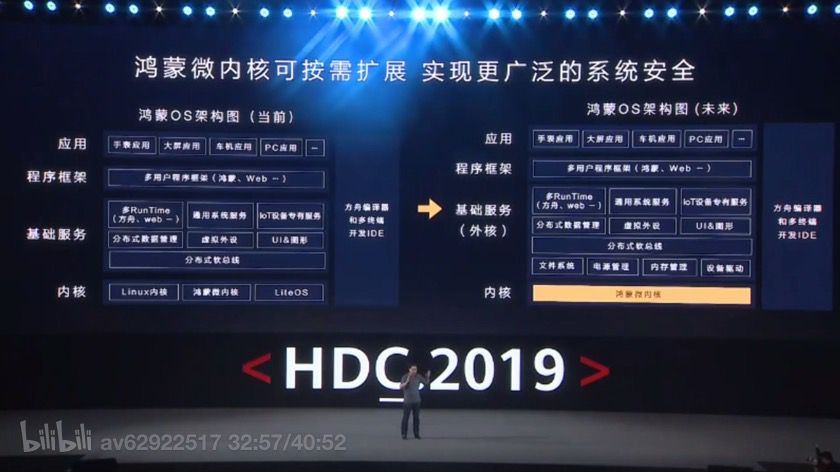 鸿蒙微内核可按需扩展 实现更广泛的系统安全
鸿蒙OS架构图(当前)
应用
手表应用 大屏应用 车机应用 PC应用 ...
程序框架
多用户程序框架(鸿蒙、Web ...)
基础服务
多RunTime
(方舟、web ...)
通用系统服务
IoT设备专有服务
分布式数据管理
虚拟外设
UI&图形
分布式软总线
内核
Linux内核
鸿蒙微内核
LiteOS
方舟编译器
和多终端
开发IDE
鸿蒙OS架构图(未来)
应用
手表应用 大屏应用 车机应用 PC应用 ...
程序框架
多用户程序框架(鸿蒙、Web ...)
基础服务
(外核)
多RunTime
(方舟、web ...)
通用系统服务
IoT设备专有服务
分布式数据管理
虚拟外设
UI&图形
分布式软总线
文件系统 电源管理 内存管理 设备驱动
内核
鸿蒙微内核
方舟编译器
和多终端
开发IDE
< HDC.2019 >
bilibili av62922517 32:57/40:52